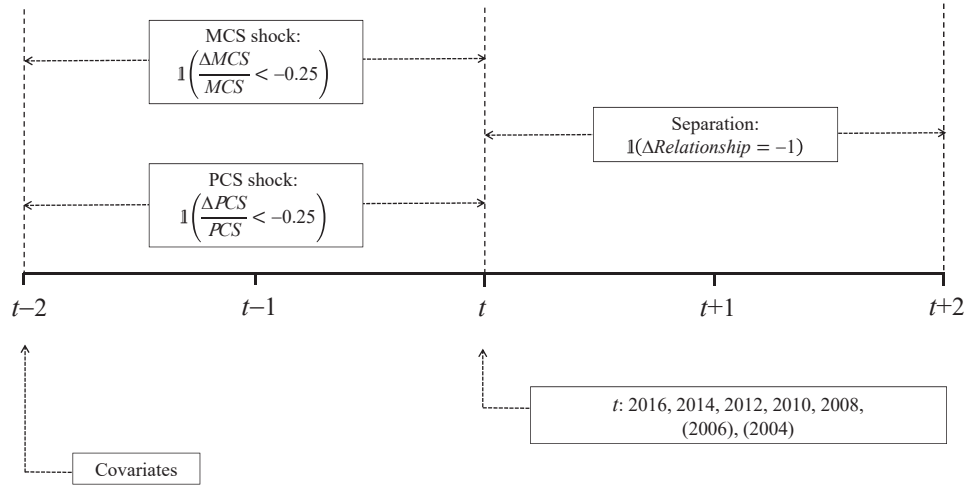 MCS shock:
𝟙(ΔMCS/MCS < −0.25)
Separation:
𝟙(ΔRelationship = −1)
PCS shock:
𝟙(ΔPCS/PCS < −0.25)
t−2
t−1
t
t+1
t+2
t: 2016, 2014, 2012, 2010, 2008,
(2006), (2004)
Covariates